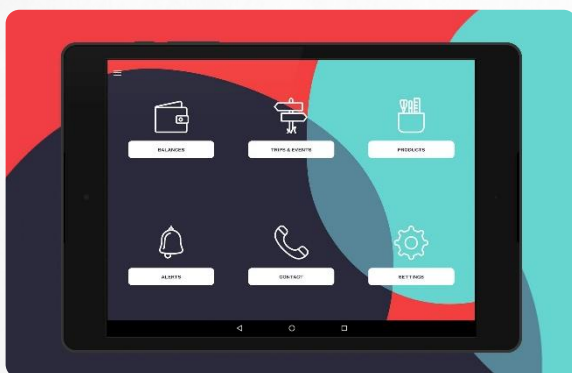 BALANCES
TRIPS & EVENTS
PRODUCTS
ALERTS
CONTACT
SETTINGS